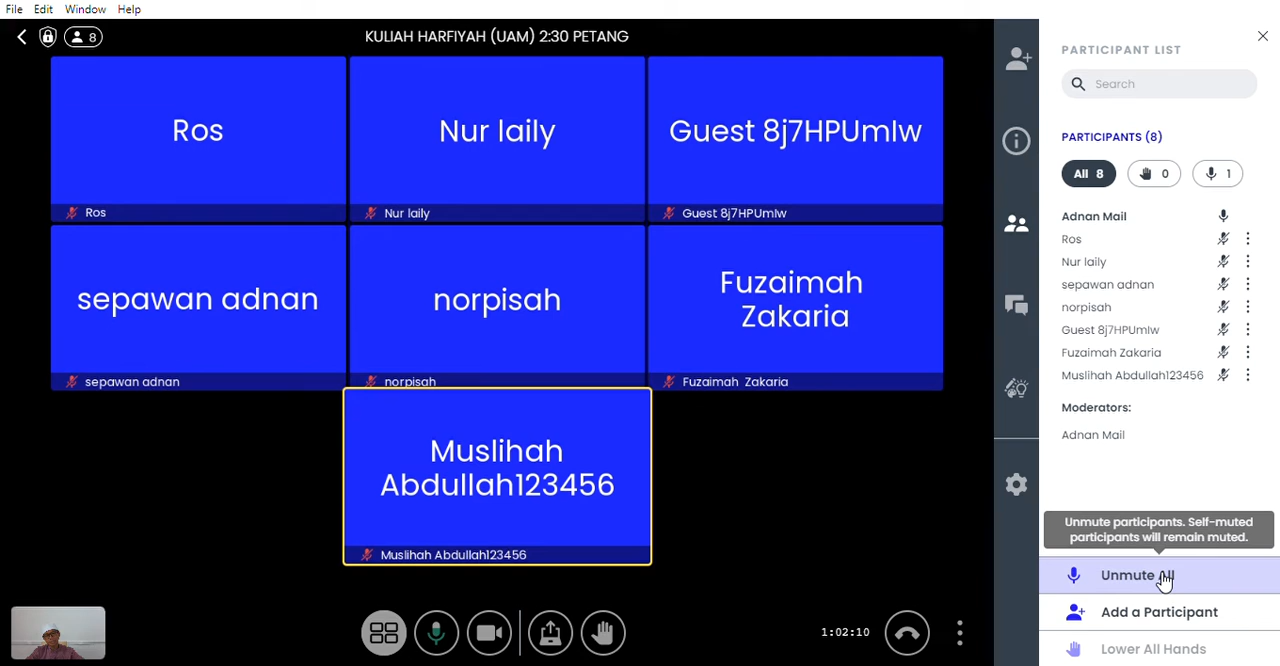 File Edit Window Help
8
KULIAH HARFIYAH (UAM) 2:30 PETANG
Ros
Ros
Nur laily
Nur laily
Guest 8j7HPUmIw
Guest 8j7HPUmIw
sepawan adnan
sepawan adnan
norpisah
norpisah
Fuzaimah
Zakaria
Fuzaimah Zakaria
Muslihah
Abdullah123456
Muslihah Abdullah123456
1:02:10
PARTICIPANT LIST
Search
PARTICIPANTS (8)
All 8
0
1
Adnan Mail
Ros
Nur laily
sepawan adnan
norpisah
Guest 8j7HPUmIw
Fuzaimah Zakaria
Muslihah Abdullah123456
Moderators:
Adnan Mail
Unmute participants. Self-muted
participants will remain muted.
Unmute All
Add a Participant
Lower All Hands